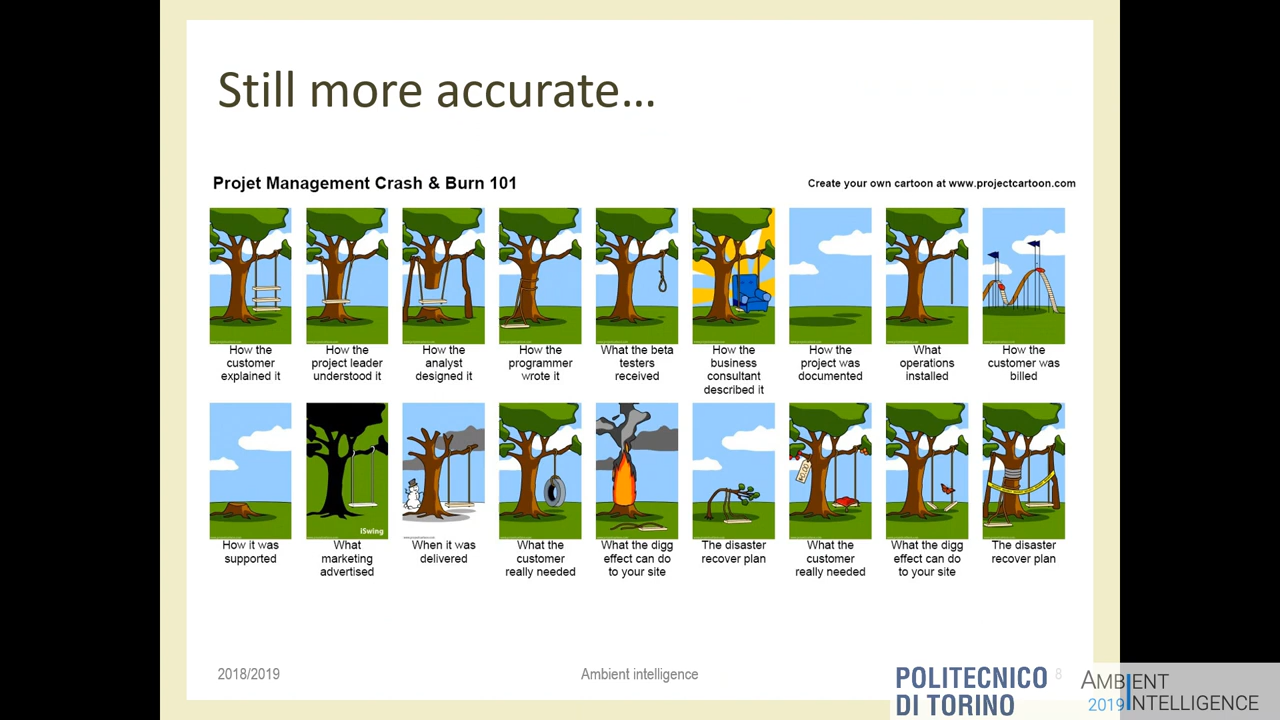 Still more accurate...
Projet Management Crash & Burn 101
Create your own cartoon at www.projectcartoon.com
How the
customer
explained it
How the
project leader
understood it
How the
analyst
designed it
How the
programmer
wrote it
What the beta
testers
received
How the
business
consultant
described it
How the
project was
documented
What
operations
installed
How the
customer was
billed
How it was
supported
iSwing
What
marketing
advertised
When it was
delivered
What the
customer
really needed
What the digg
effect can do
to your site
The disaster
recover plan
What the
customer
really needed
What the digg
effect can do
to your site
The disaster
recover plan
2018/2019
Ambient intelligence
8
POLITECNICO
DI TORINO
AMBIENT
2019 INTELLIGENCE